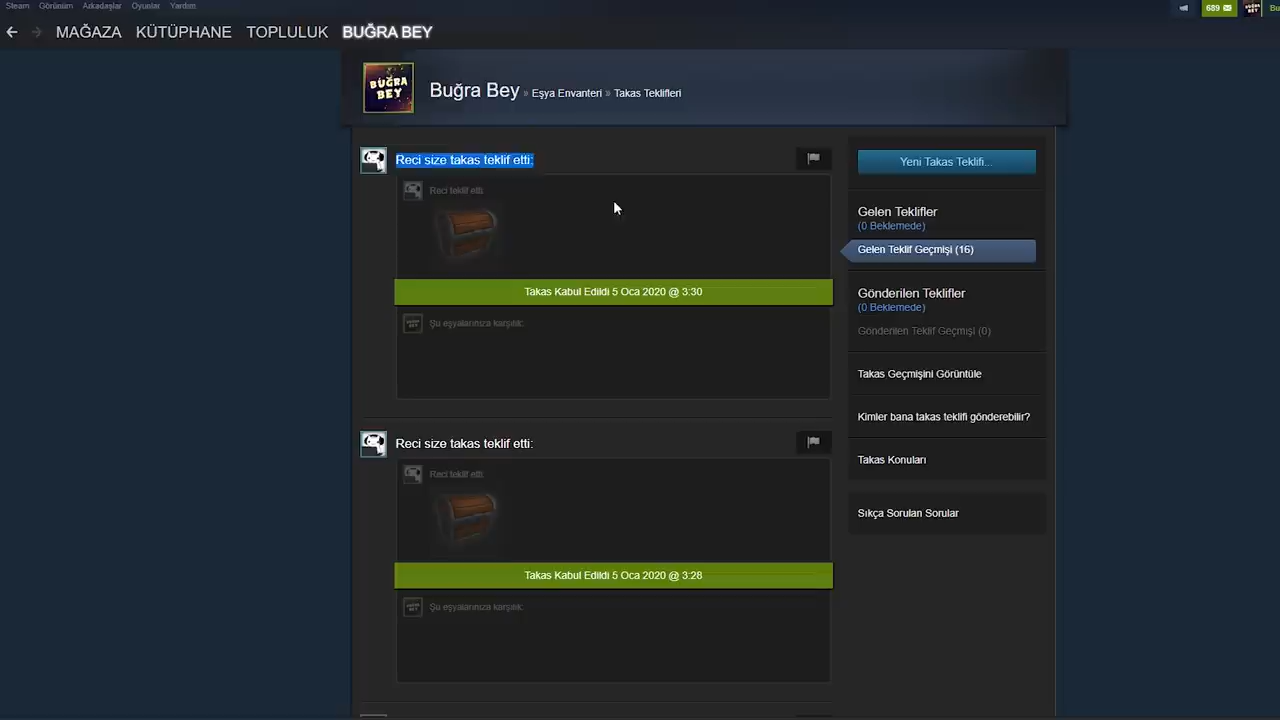 Steam Görünüm Arkadaşlar Oyunlar Yardım
689
Bu
MAĞAZA KÜTÜPHANE TOPLULUK BUĞRA BEY
BUĞRA BEY
Buğra Bey » Eşya Envanteri » Takas Teklifleri
Reci size takas teklif etti:
Reci teklif etti:
Takas Kabul Edildi 5 Oca 2020 @ 3:30
Şu eşyalarınıza karşılık:
Reci size takas teklif etti:
Reci teklif etti:
Takas Kabul Edildi 5 Oca 2020 @ 3:28
Şu eşyalarınıza karşılık:
Yeni Takas Teklifi...
Gelen Teklifler
(0 Beklemede)
Gelen Teklif Geçmişi (16)
Gönderilen Teklifler
(0 Beklemede)
Gönderilen Teklif Geçmişi (0)
Takas Geçmişini Görüntüle
Kimler bana takas teklifi gönderebilir?
Takas Konuları
Sıkça Sorulan Sorular